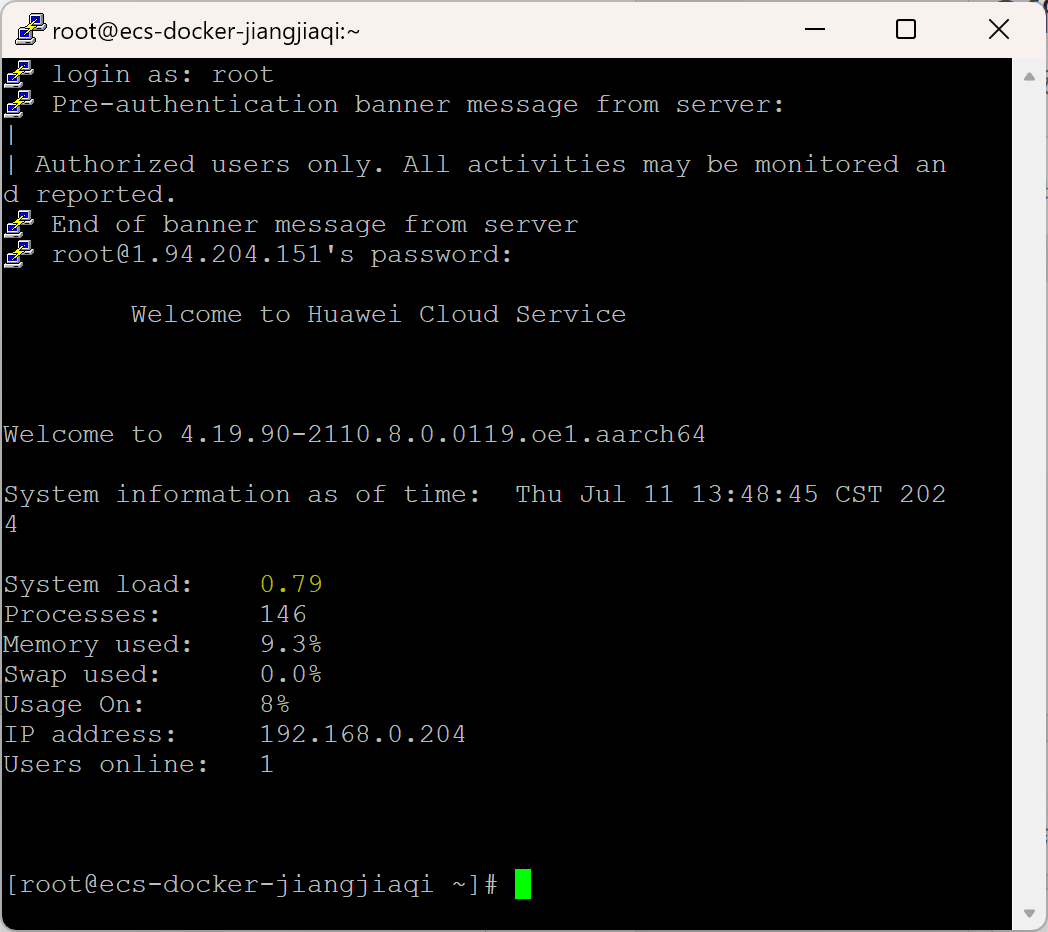 root@ecs-docker-jiangjiaqi:~
login as: root
Pre-authentication banner message from server:
|
| Authorized users only. All activities may be monitored an
d reported.
End of banner message from server
root@1.94.204.151's password:
Welcome to Huawei Cloud Service
Welcome to 4.19.90-2110.8.0.0119.oe1.aarch64
System information as of time:  Thu Jul 11 13:48:45 CST 202
4
System load:    0.79
Processes:      146
Memory used:    9.3%
Swap used:      0.0%
Usage On:       8%
IP address:     192.168.0.204
Users online:   1
[root@ecs-docker-jiangjiaqi ~]#